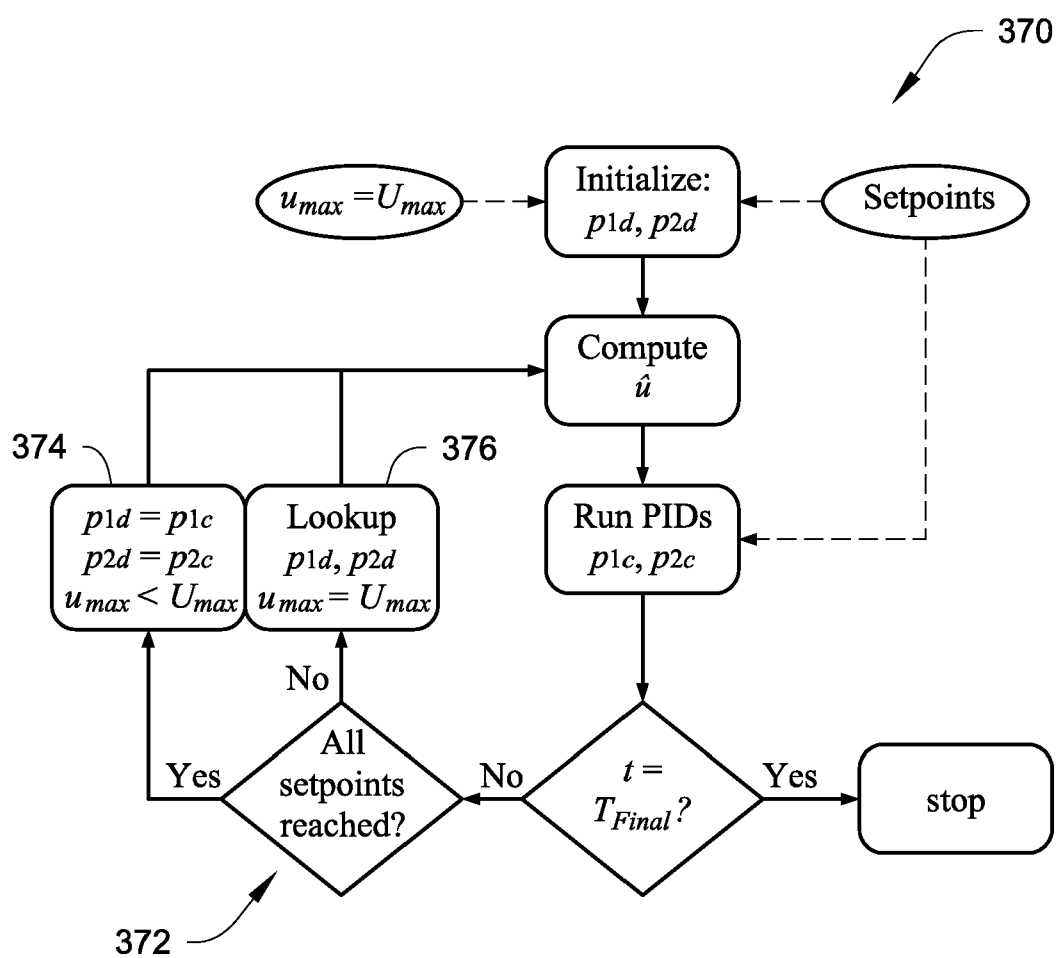 370
u_max = U_max
Initialize:
p1d, p2d
Setpoints
Compute
û
374
376
p1d = p1c
p2d = p2c
u_max < U_max
Lookup
p1d, p2d
u_max = U_max
Run PIDs
p1c, p2c
No
Yes
All
setpoints
reached?
No
t =
T_Final?
Yes
stop
372